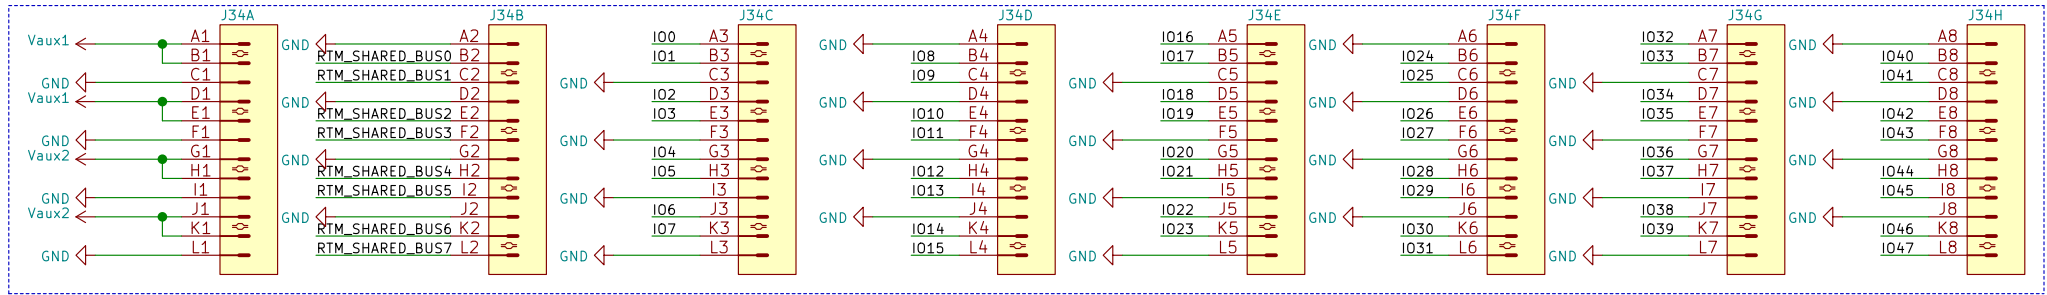 J34A
Vaux1 A1
B1
GND C1
Vaux1 D1
E1
GND F1
Vaux2 G1
H1
GND I1
Vaux2 J1
K1
GND L1
J34B
GND A2
RTM_SHARED_BUS0 B2
RTM_SHARED_BUS1 C2
GND D2
RTM_SHARED_BUS2 E2
RTM_SHARED_BUS3 F2
GND G2
RTM_SHARED_BUS4 H2
RTM_SHARED_BUS5 I2
GND J2
RTM_SHARED_BUS6 K2
RTM_SHARED_BUS7 L2
J34C
IO0 A3
IO1 B3
GND C3
IO2 D3
IO3 E3
GND F3
IO4 G3
IO5 H3
GND I3
IO6 J3
IO7 K3
GND L3
J34D
GND A4
IO8 B4
IO9 C4
GND D4
IO10 E4
IO11 F4
GND G4
IO12 H4
IO13 I4
GND J4
IO14 K4
IO15 L4
J34E
IO16 A5
IO17 B5
GND C5
IO18 D5
IO19 E5
GND F5
IO20 G5
IO21 H5
GND I5
IO22 J5
IO23 K5
GND L5
J34F
GND A6
IO24 B6
IO25 C6
GND D6
IO26 E6
IO27 F6
GND G6
IO28 H6
IO29 I6
GND J6
IO30 K6
IO31 L6
J34G
IO32 A7
IO33 B7
GND C7
IO34 D7
IO35 E7
GND F7
IO36 G7
IO37 H7
GND I7
IO38 J7
IO39 K7
GND L7
J34H
GND A8
IO40 B8
IO41 C8
GND D8
IO42 E8
IO43 F8
GND G8
IO44 H8
IO45 I8
GND J8
IO46 K8
IO47 L8